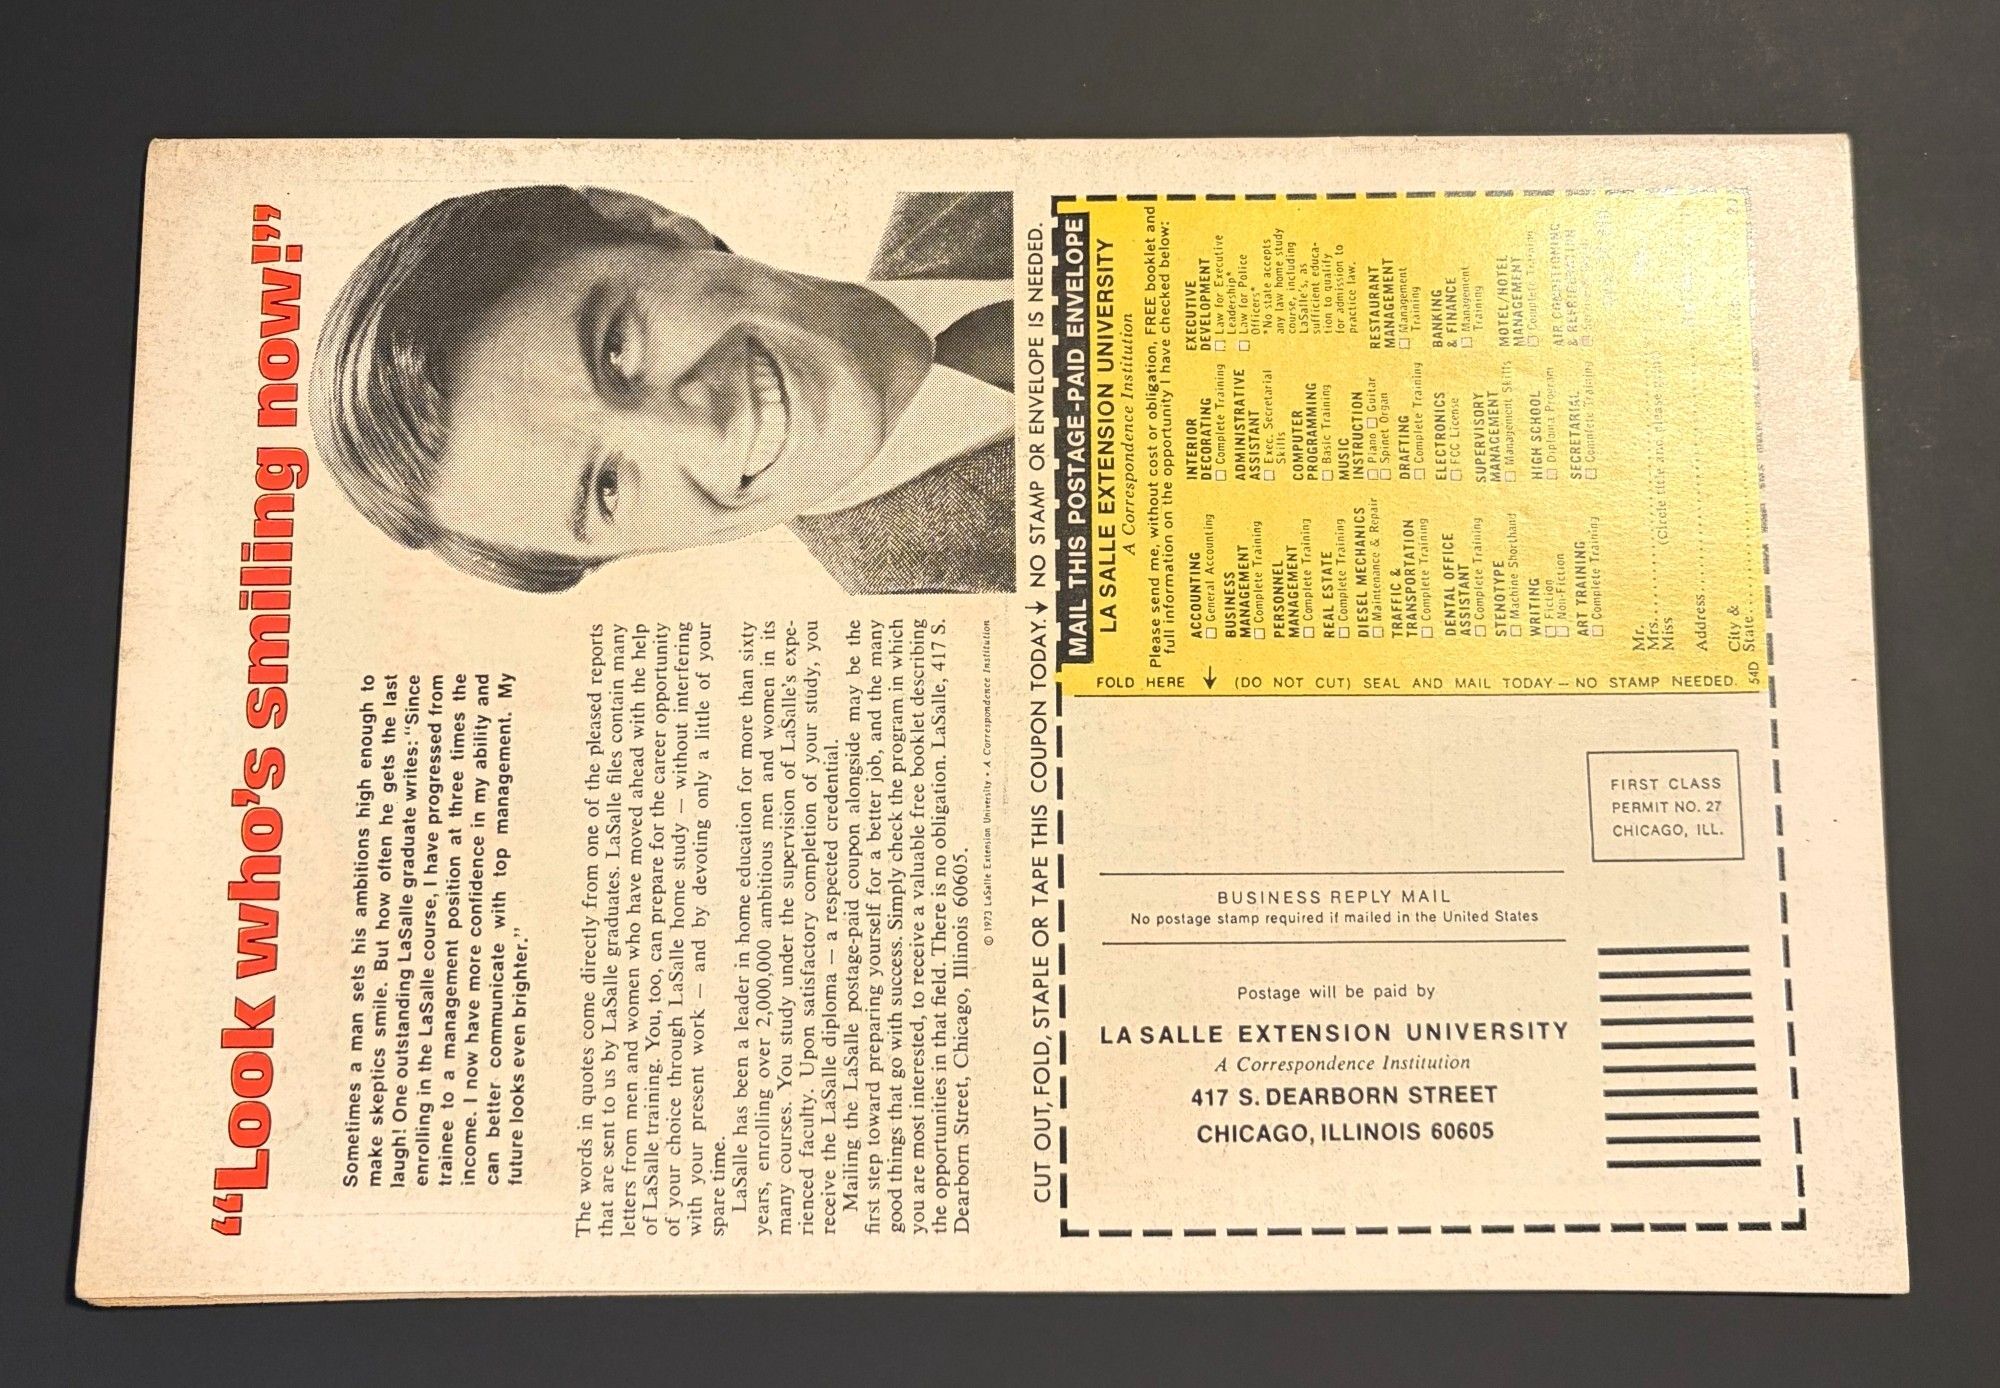 "Look who's smiling now!"
Sometimes a man sets his ambitions high enough to
make skeptics smile. But how often he gets the last
laugh! One outstanding LaSalle graduate writes: "Since
enrolling in the LaSalle course, I have progressed from
trainee to a management position at three times the
income. I now have more confidence in my ability and
can better communicate with top management. My
future looks even brighter."
The words in quotes come directly from one of the pleased reports
that are sent to us by LaSalle graduates. LaSalle files contain many
letters from men and women who have moved ahead with the help
of LaSalle training. You, too, can prepare for the career opportunity
of your choice through LaSalle home study — without interfering
with your present work — and by devoting only a little of your
spare time.
LaSalle has been a leader in home education for more than sixty
years, enrolling over 2,000,000 ambitious men and women in its
many courses. You study under the supervision of LaSalle's expe-
rienced faculty. Upon satisfactory completion of your study, you
receive the LaSalle diploma — a respected credential.
Mailing the LaSalle postage-paid coupon alongside may be the
first step toward preparing yourself for a better job, and the many
good things that go with success. Simply check the program in which
you are most interested, to receive a valuable free booklet describing
the opportunities in that field. There is no obligation. LaSalle, 417 S.
Dearborn Street, Chicago, Illinois 60605.
© 1973 LaSalle Extension University • A Correspondence Institution
CUT OUT, FOLD, STAPLE OR TAPE THIS COUPON TODAY. ↓ NO STAMP OR ENVELOPE IS NEEDED.
MAIL THIS POSTAGE-PAID ENVELOPE
LA SALLE EXTENSION UNIVERSITY
A Correspondence Institution
Please send me, without cost or obligation, FREE booklet and
full information on the opportunity I have checked below:
ACCOUNTING
☐ General Accounting
BUSINESS
MANAGEMENT
☐ Complete Training
PERSONNEL
MANAGEMENT
☐ Complete Training
REAL ESTATE
☐ Complete Training
DIESEL MECHANICS
☐ Maintenance & Repair
TRAFFIC &
TRANSPORTATION
☐ Complete Training
DENTAL OFFICE
ASSISTANT
☐ Complete Training
STENOTYPE
☐ Machine Shorthand
WRITING
☐ Fiction
☐ Non-Fiction
ART TRAINING
☐ Complete Training
INTERIOR
DECORATING
☐ Complete Training
ADMINISTRATIVE
ASSISTANT
☐ Exec. Secretarial
Skills
COMPUTER
PROGRAMMING
☐ Basic Training
MUSIC
INSTRUCTION
☐ Piano ☐ Guitar
☐ Spinet Organ
DRAFTING
☐ Complete Training
ELECTRONICS
☐ FCC License
SUPERVISORY
MANAGEMENT
☐ Management Skills
HIGH SCHOOL
☐ Diploma Program
SECRETARIAL
☐ Complete Training
EXECUTIVE
DEVELOPMENT
☐ Law for Executive
Leadership*
☐ Law for Police
Officers*
*No state accepts
any law home study
course, including
LaSalle's, as
sufficient educa-
tion to qualify
for admission to
practice law.
RESTAURANT
MANAGEMENT
☐ Management
Training
BANKING
& FINANCE
☐ Management
Training
MOTEL/HOTEL
MANAGEMENT
☐ Complete Training
AIR CONDITIONING
& REFRIGERATION
Mr.
Mrs.
Miss
(Circle title and please print)
Address
City &
State
54D
FOLD HERE ↓ (DO NOT CUT) SEAL AND MAIL TODAY — NO STAMP NEEDED.
FIRST CLASS
PERMIT NO. 27
CHICAGO, ILL.
BUSINESS REPLY MAIL
No postage stamp required if mailed in the United States
Postage will be paid by
LA SALLE EXTENSION UNIVERSITY
A Correspondence Institution
417 S. DEARBORN STREET
CHICAGO, ILLINOIS 60605